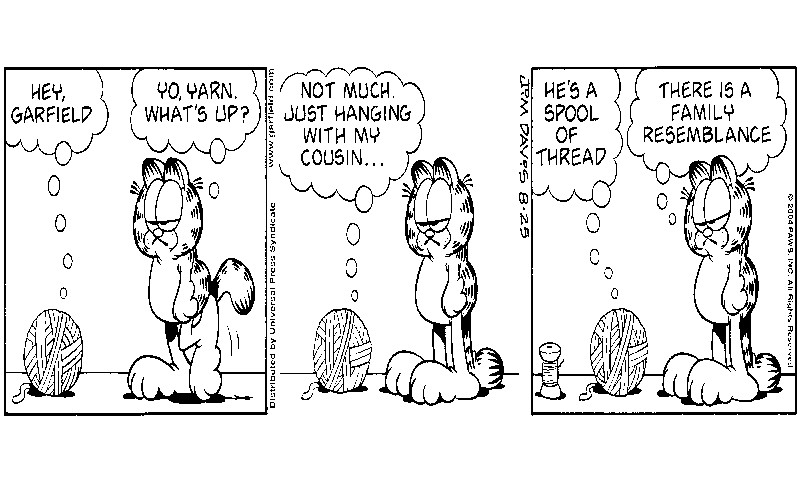 HEY,
GARFIELD
YO, YARN.
WHAT'S UP?
www.garfield.com
Distributed by Universal Press Syndicate
NOT MUCH.
JUST HANGING
WITH MY
COUSIN...
JIM DAVIS 8-25
HE'S A
SPOOL
OF
THREAD
THERE IS A
FAMILY
RESEMBLANCE
© 2004 PAWS, INC. All Rights Reserved